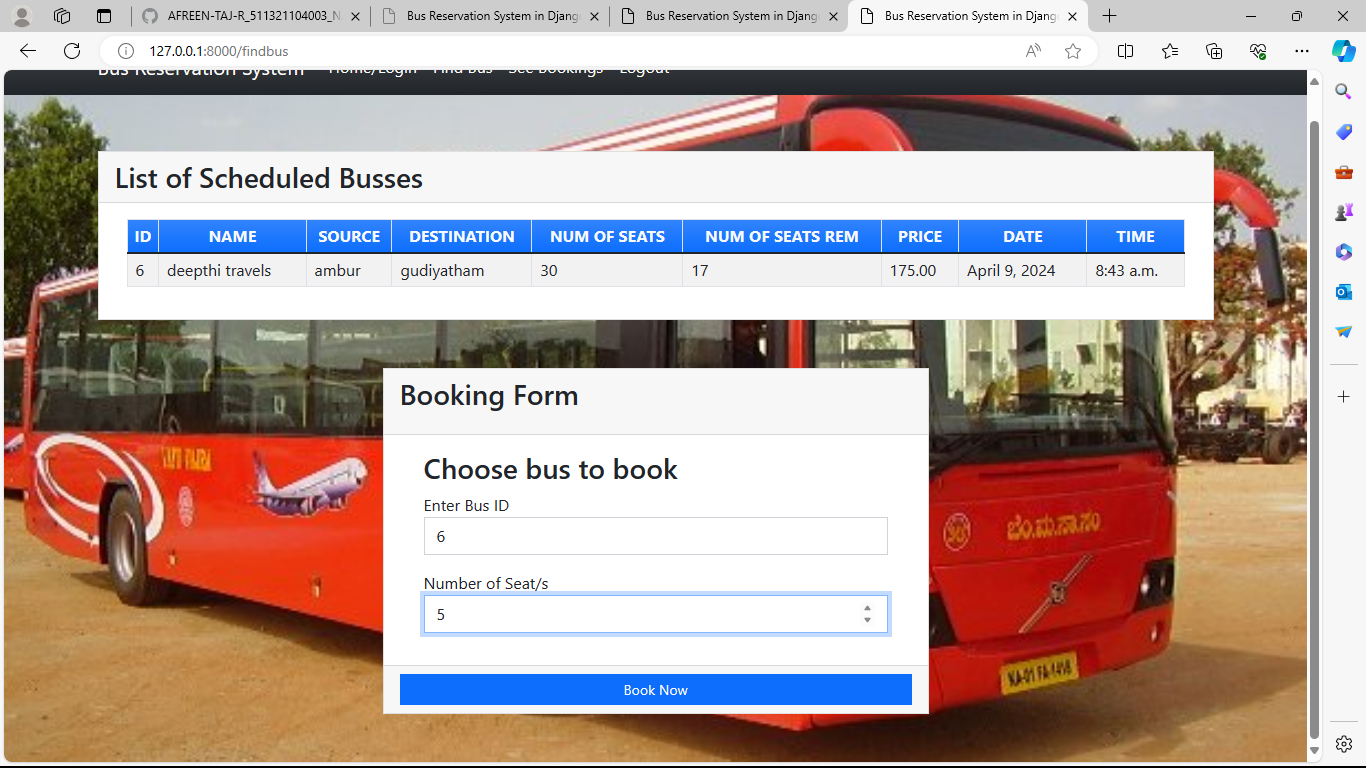 AFREEN-TAJ-R_511321104003_N
Bus Reservation System in Djang
Bus Reservation System in Djang
Bus Reservation System in Djang
127.0.0.1:8000/findbus
Bus Reservation System Home/Login Find Bus See Bookings Logout
List of Scheduled Busses
ID NAME SOURCE DESTINATION NUM OF SEATS NUM OF SEATS REM PRICE DATE TIME
6 deepthi travels ambur gudiyatham 30 17 175.00 April 9, 2024 8:43 a.m.
Booking Form
Choose bus to book
Enter Bus ID
6
Number of Seat/s
5
Book Now
ಬೆಂ.ಮ.ಸಾ.ಸಂ
KA-01 FA-1418